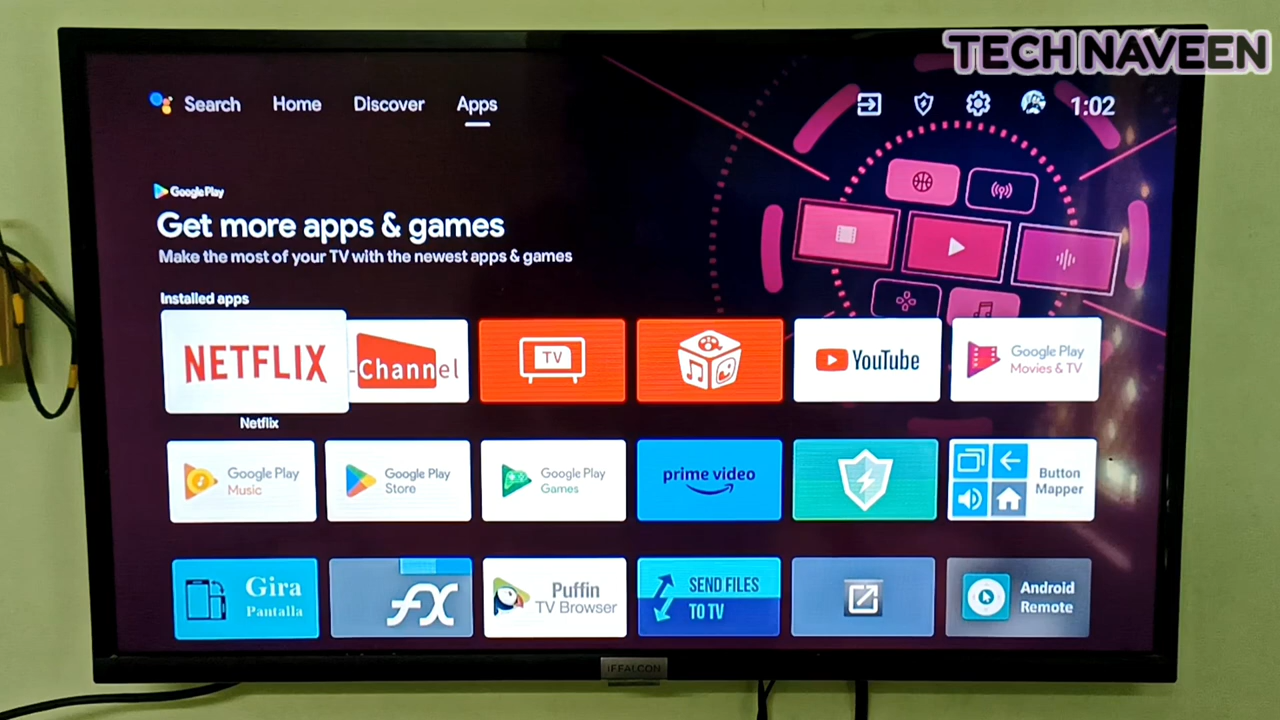 TECH NAVEEN
Search Home Discover Apps
1:02
Google Play
Get more apps & games
Make the most of your TV with the newest apps & games
Installed apps
NETFLIX
-Channel
TV
YouTube
Google Play
Movies & TV
Netflix
Google Play
Music
Google Play
Store
Google Play
Games
prime video
Button
Mapper
Gira
Pantalla
FX
Puffin
TV Browser
SEND FILES
TO TV
Android
Remote
iFFALCON